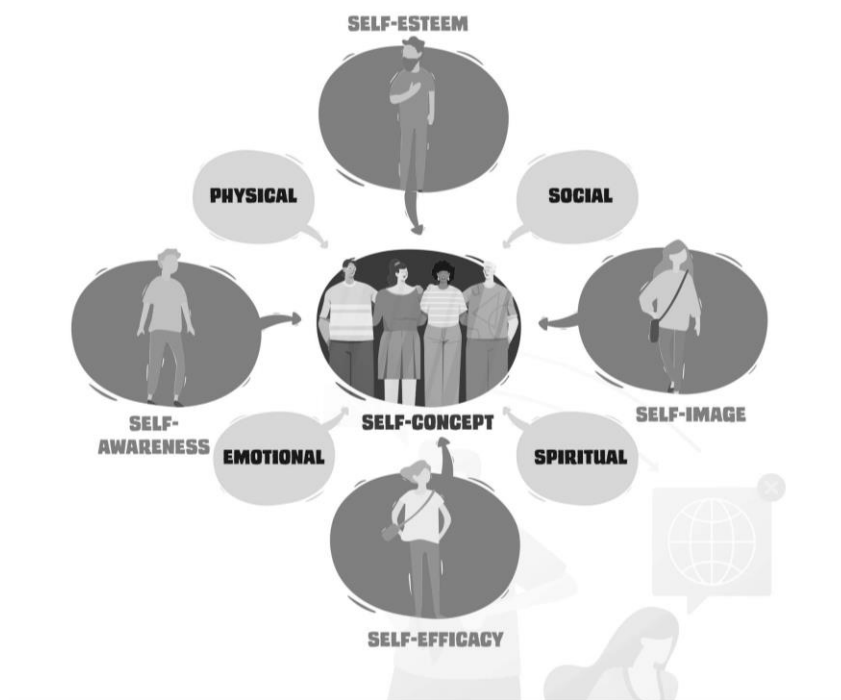 SELF-ESTEEM
PHYSICAL
SOCIAL
SELF-
AWARENESS
SELF-CONCEPT
SELF-IMAGE
EMOTIONAL
SPIRITUAL
SELF-EFFICACY